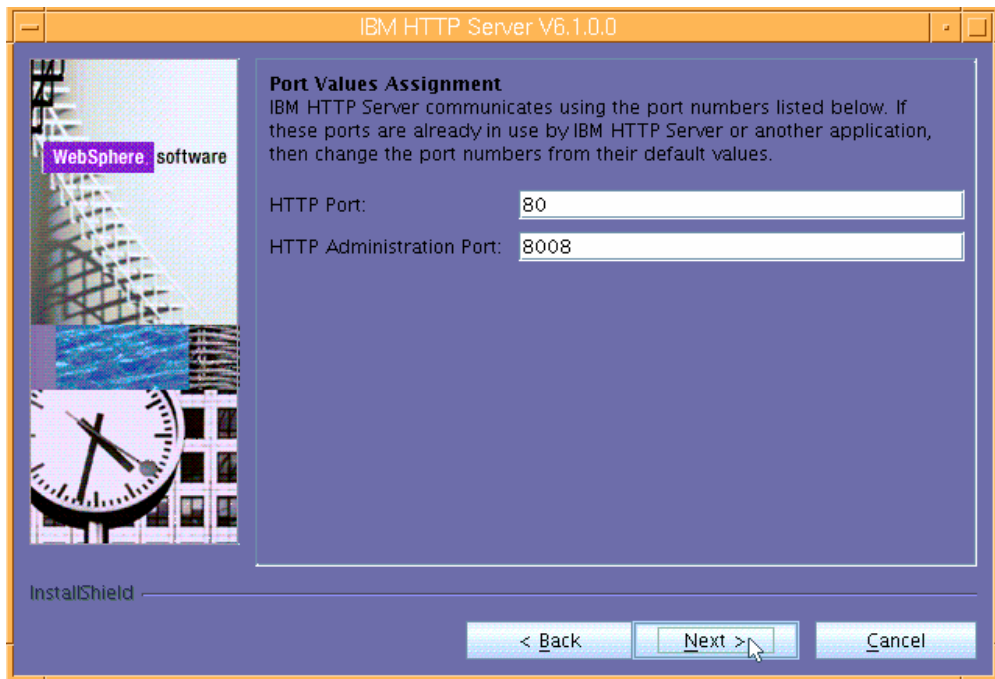 IBM HTTP Server V6.1.0.0
WebSphere. software
Port Values Assignment
IBM HTTP Server communicates using the port numbers listed below. If
these ports are already in use by IBM HTTP Server or another application,
then change the port numbers from their default values.
HTTP Port: 80
HTTP Administration Port: 8008
InstallShield
< Back Next > Cancel